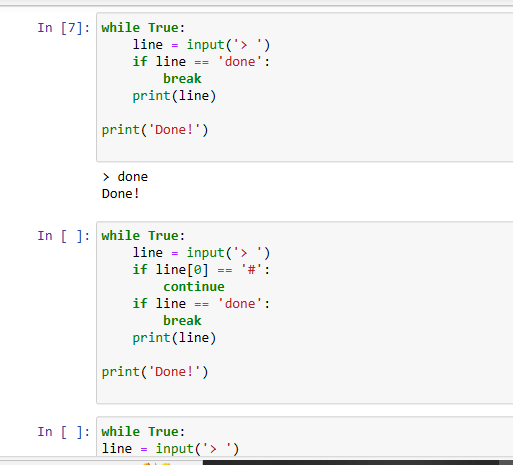 In [7]: while True:
    line = input('> ')
    if line == 'done':
        break
    print(line)

print('Done!')
> done
Done!
In [ ]: while True:
    line = input('> ')
    if line[0] == '#':
        continue
    if line == 'done':
        break
    print(line)

print('Done!')
In [ ]: while True:
line = input('> ')